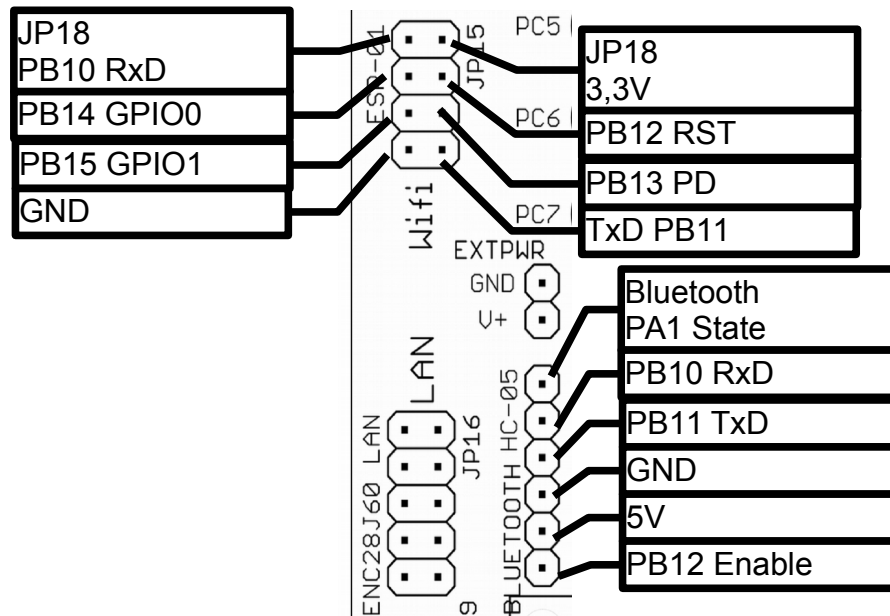 JP18
PB10 RxD
PB14 GPIO0
PB15 GPIO1
GND
ESP-01
JP15
Wifi
PC5
PC6
PC7
JP18
3,3V
PB12 RST
PB13 PD
TxD PB11
EXTPWR
GND
V+
LAN
ENC28J60 LAN
JP16
9
BLUETOOTH HC-05
Bluetooth
PA1 State
PB10 RxD
PB11 TxD
GND
5V
PB12 Enable